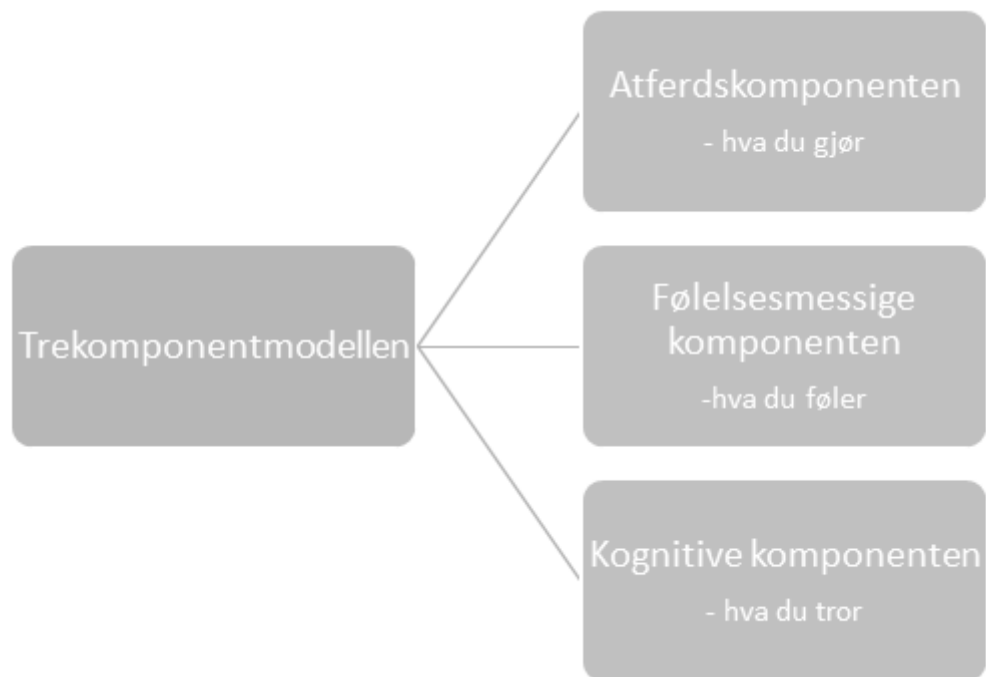 Trekomponentmodellen
Atferdskomponenten
- hva du gjør
Følelsesmessige
komponenten
-hva du føler
Kognitive komponenten
- hva du tror